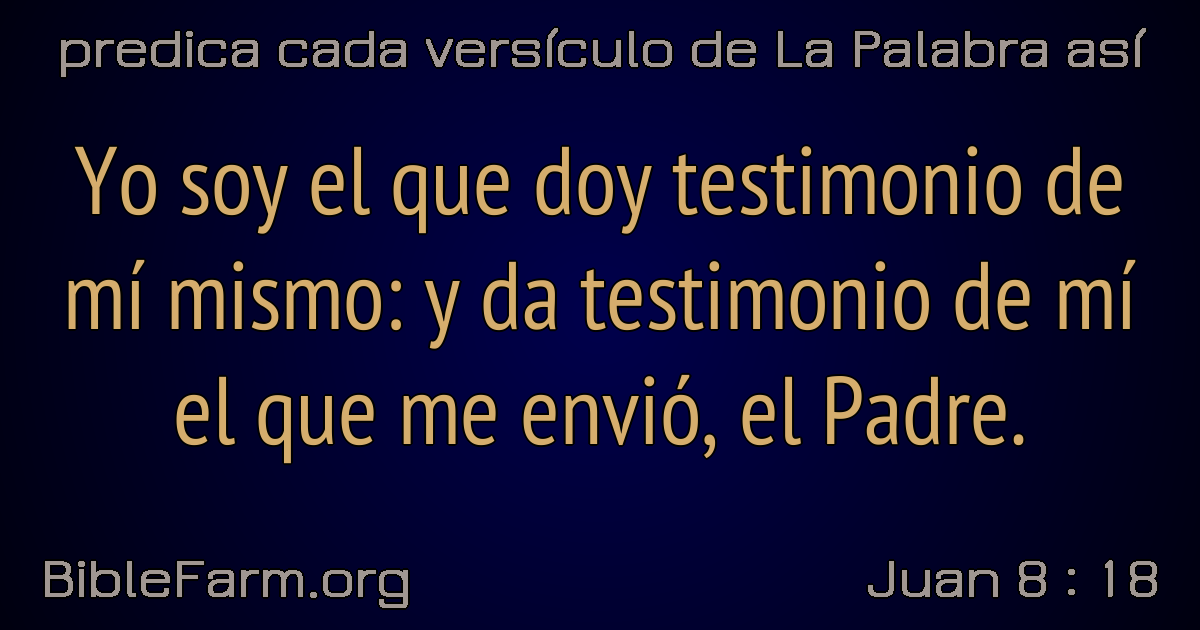 predica cada versículo de La Palabra así
Yo soy el que doy testimonio de
mí mismo: y da testimonio de mí
el que me envió, el Padre.
BibleFarm.org
Juan 8 : 18